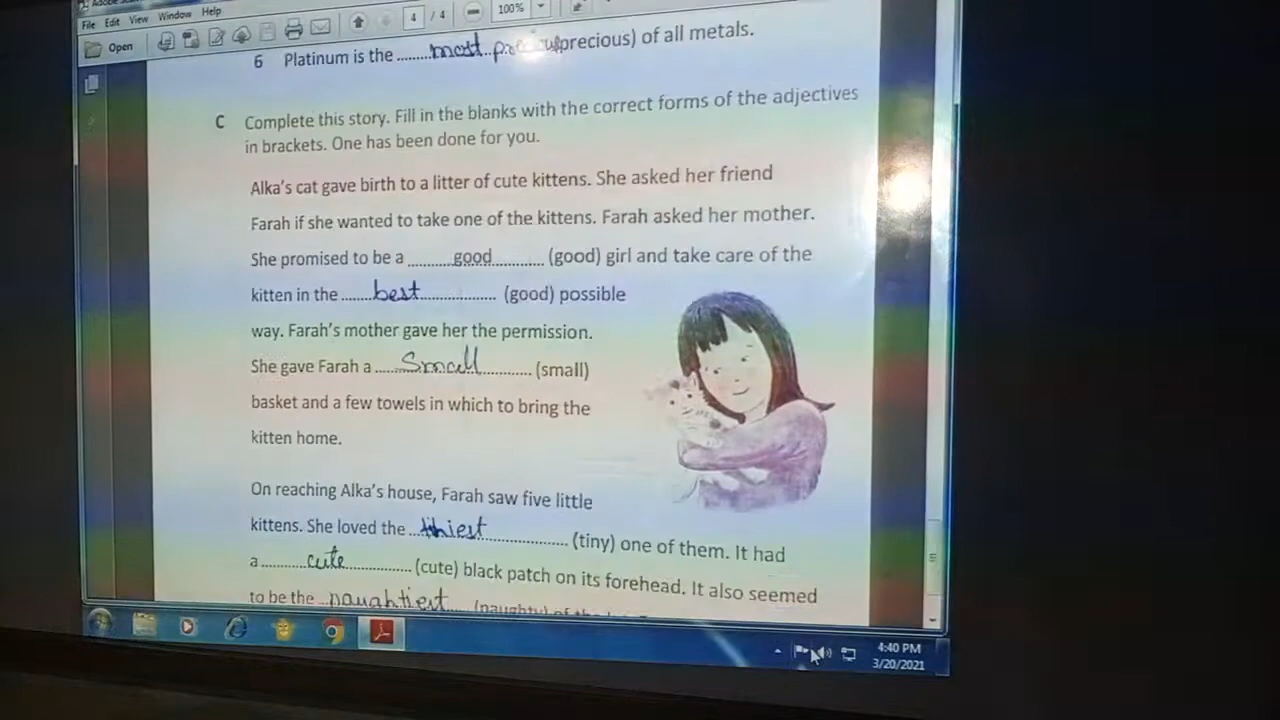 File Edit View Window Help
Open 4 / 4 100%
6 Platinum is the ........most precious) of all metals.
C Complete this story. Fill in the blanks with the correct forms of the adjectives
in brackets. One has been done for you.
Alka's cat gave birth to a litter of cute kittens. She asked her friend
Farah if she wanted to take one of the kittens. Farah asked her mother.
She promised to be a ..........good........... (good) girl and take care of the
kitten in the .......best................ (good) possible
way. Farah's mother gave her the permission.
She gave Farah a ......Small............ (small)
basket and a few towels in which to bring the
kitten home.
On reaching Alka's house, Farah saw five little
kittens. She loved the ...thiest.................. (tiny) one of them. It had
a ..........cute............... (cute) black patch on its forehead. It also seemed
to be the ..naughtiest.... (naughty) of the
4:40 PM
3/20/2021